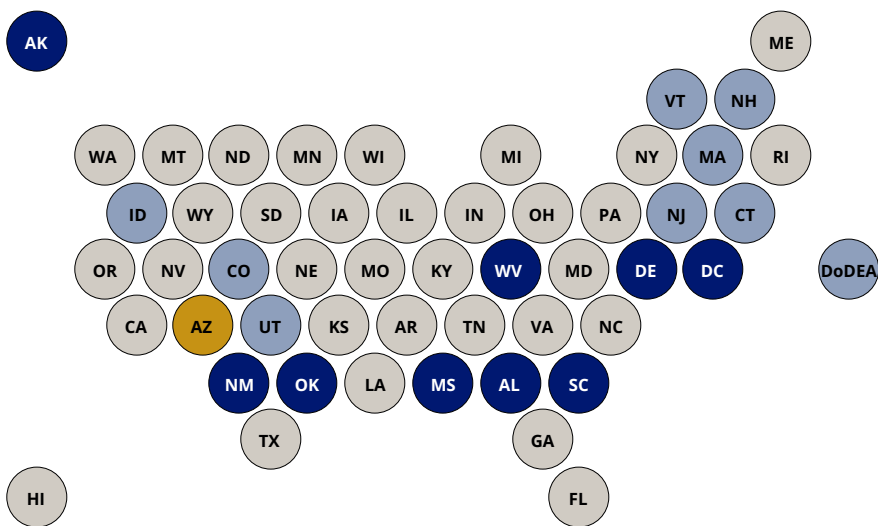 AK ME
VT NH
WA MT ND MN WI MI NY MA RI
ID WY SD IA IL IN OH PA NJ CT
OR NV CO NE MO KY WV MD DE DC DoDEA
CA AZ UT KS AR TN VA NC
NM OK LA MS AL SC
TX GA
HI FL